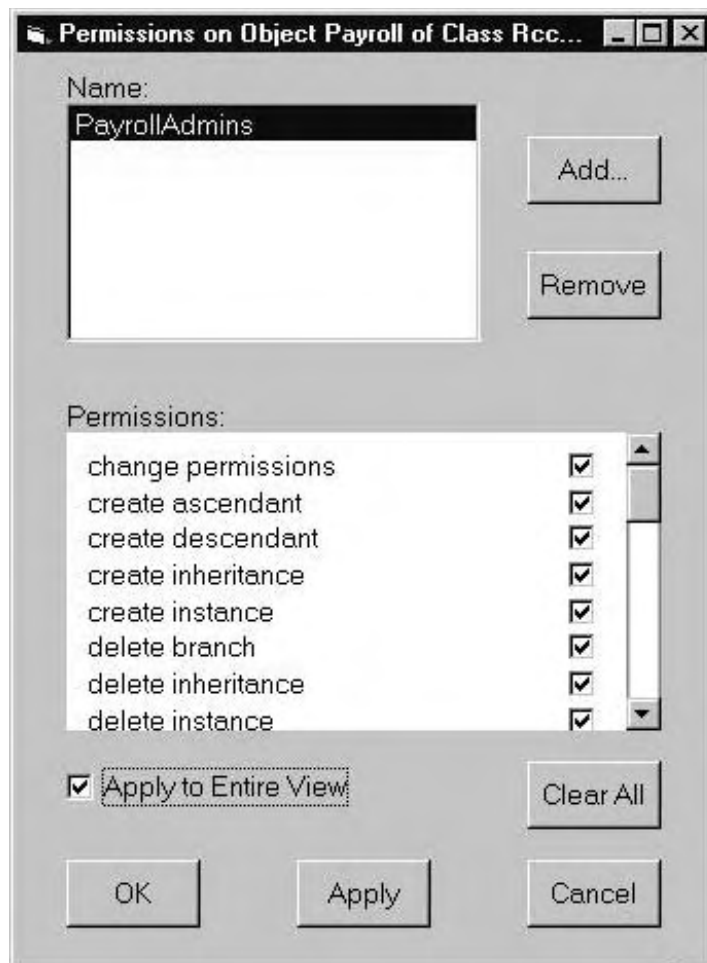 Permissions on Object Payroll of Class Rcc...
Name:
PayrollAdmins
Add...
Remove
Permissions:
change permissions
create ascendant
create descendant
create inheritance
create instance
delete branch
delete inheritance
delete instance
Apply to Entire View
Clear All
OK
Apply
Cancel